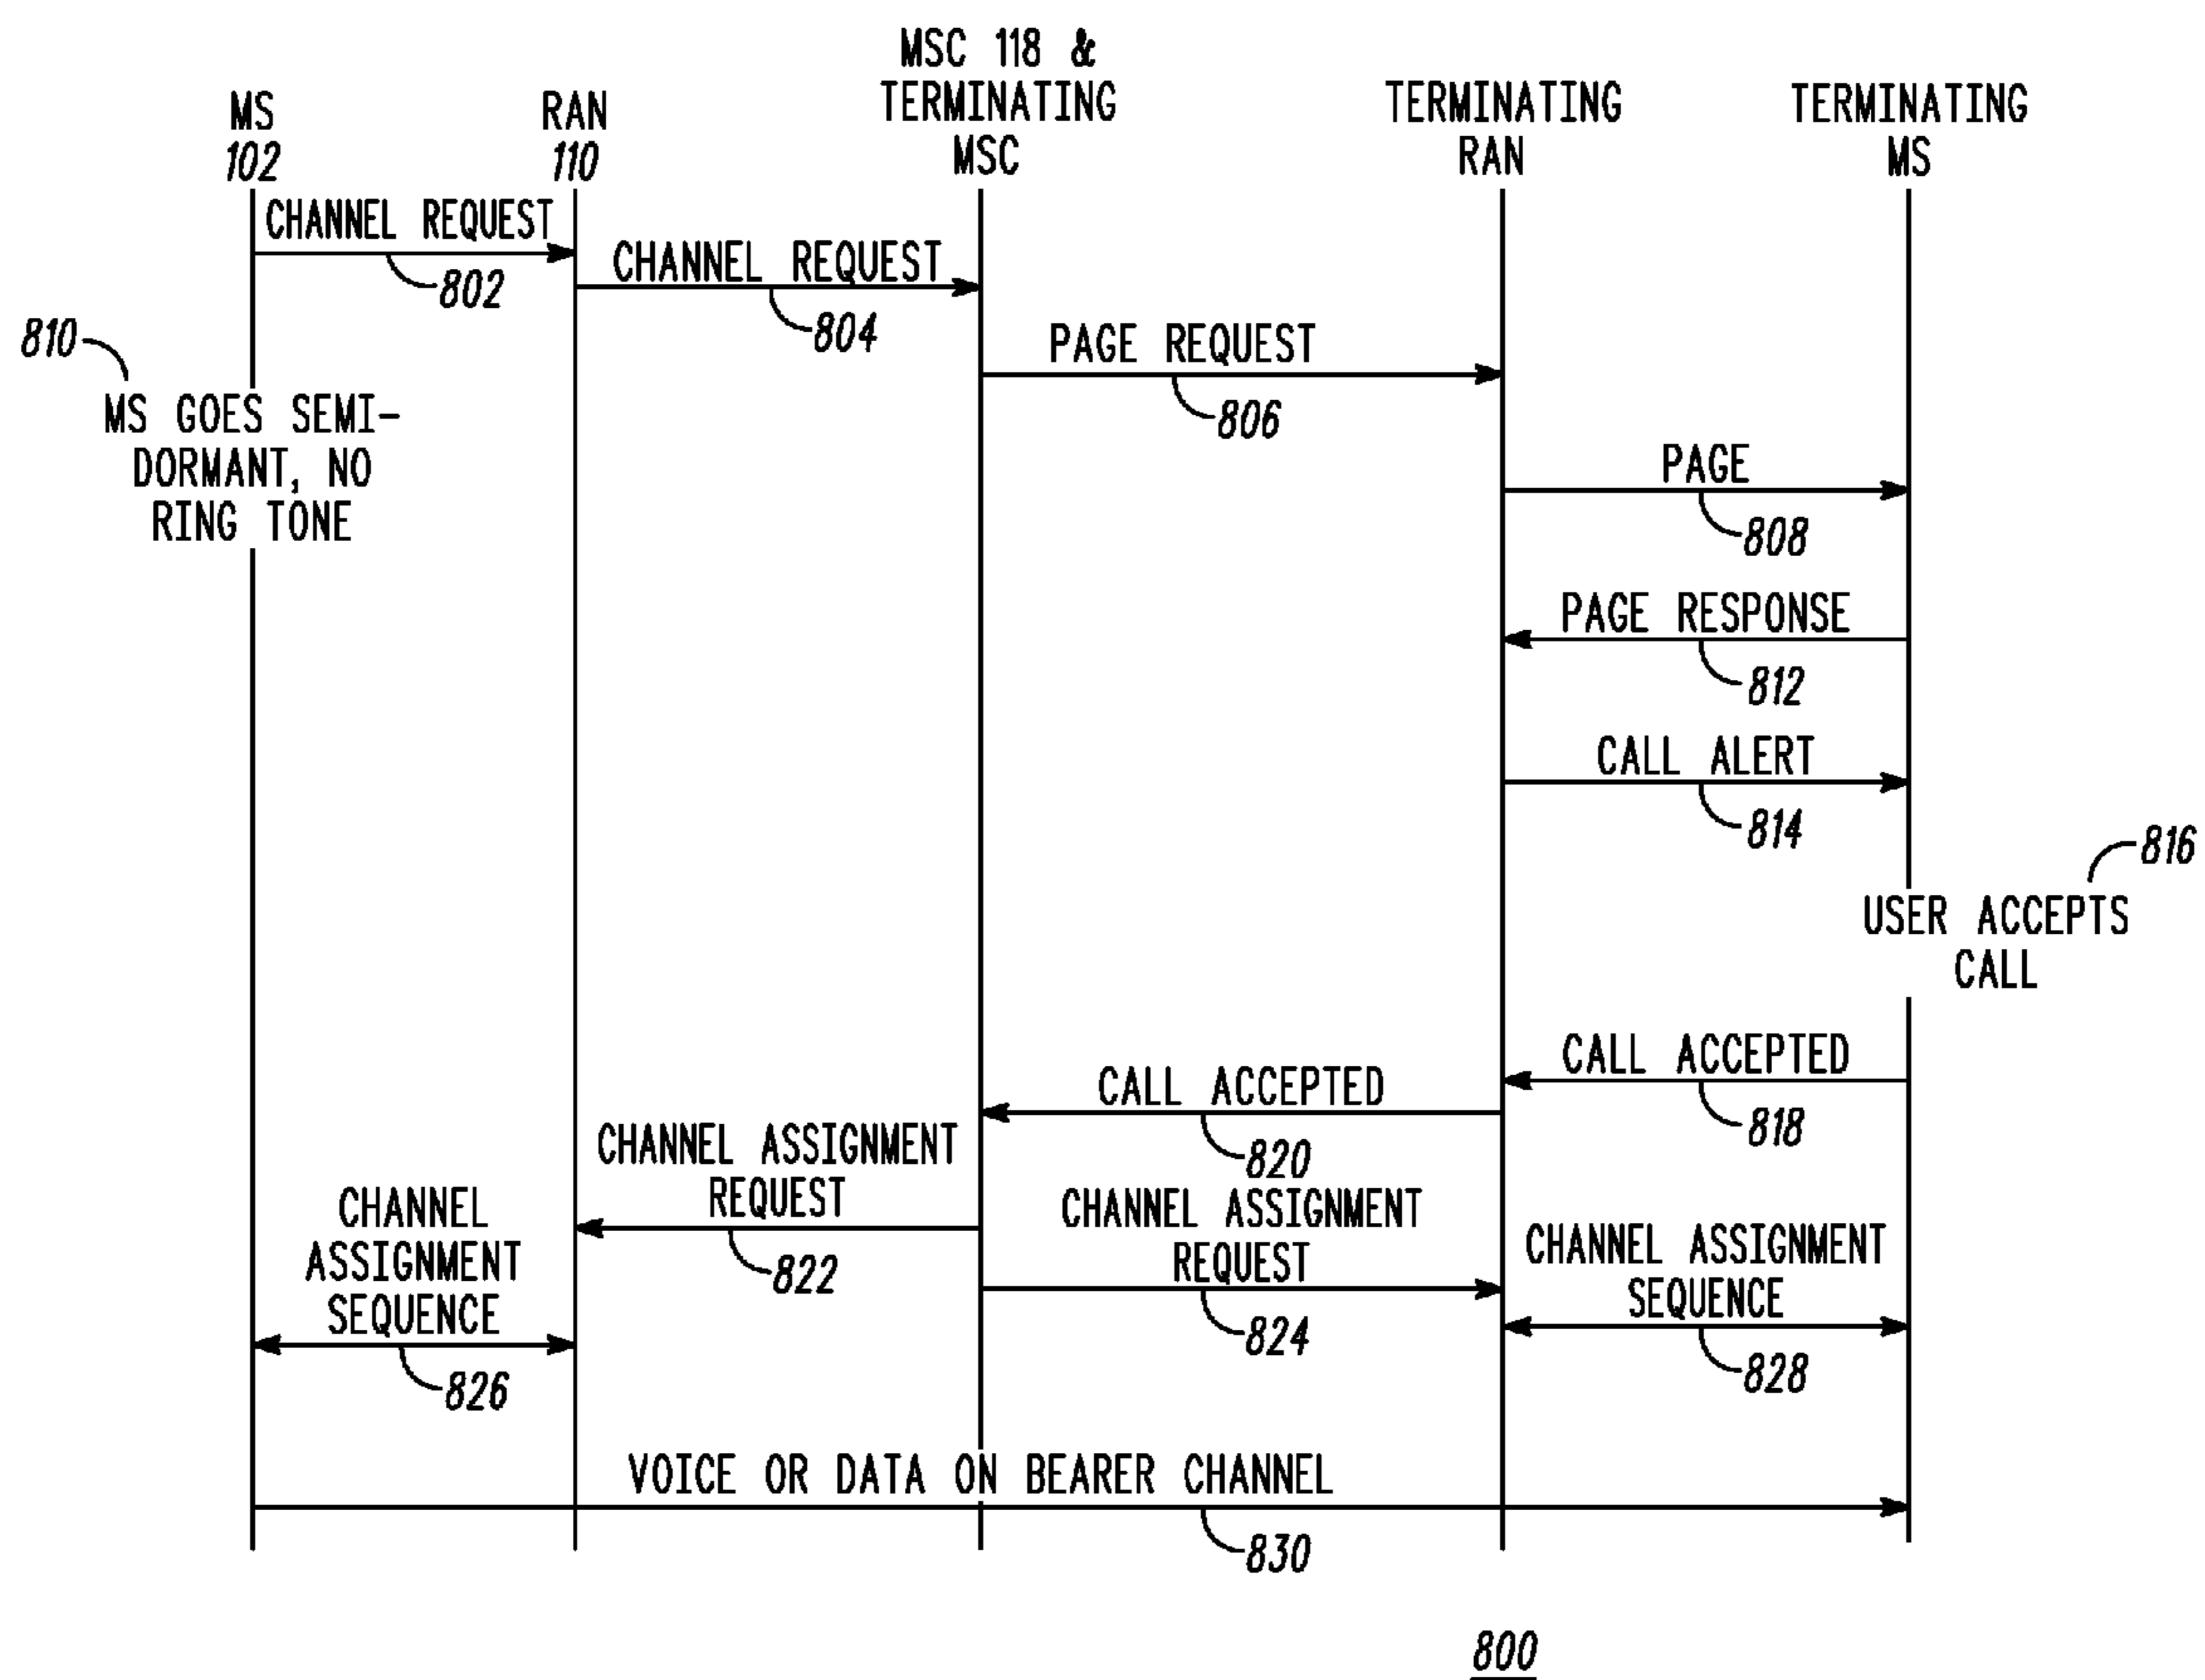 MSC 118 &
TERMINATING
MSC
MS
102
RAN
110
TERMINATING
RAN
TERMINATING
MS
CHANNEL REQUEST
802
CHANNEL REQUEST
804
810
MS GOES SEMI-
DORMANT, NO
RING TONE
PAGE REQUEST
806
PAGE
808
PAGE RESPONSE
812
CALL ALERT
814
816
USER ACCEPTS
CALL
CALL ACCEPTED
818
CALL ACCEPTED
820
CHANNEL ASSIGNMENT
REQUEST
822
CHANNEL ASSIGNMENT
REQUEST
824
CHANNEL
ASSIGNMENT
SEQUENCE
826
CHANNEL ASSIGNMENT
SEQUENCE
828
VOICE OR DATA ON BEARER CHANNEL
830
800